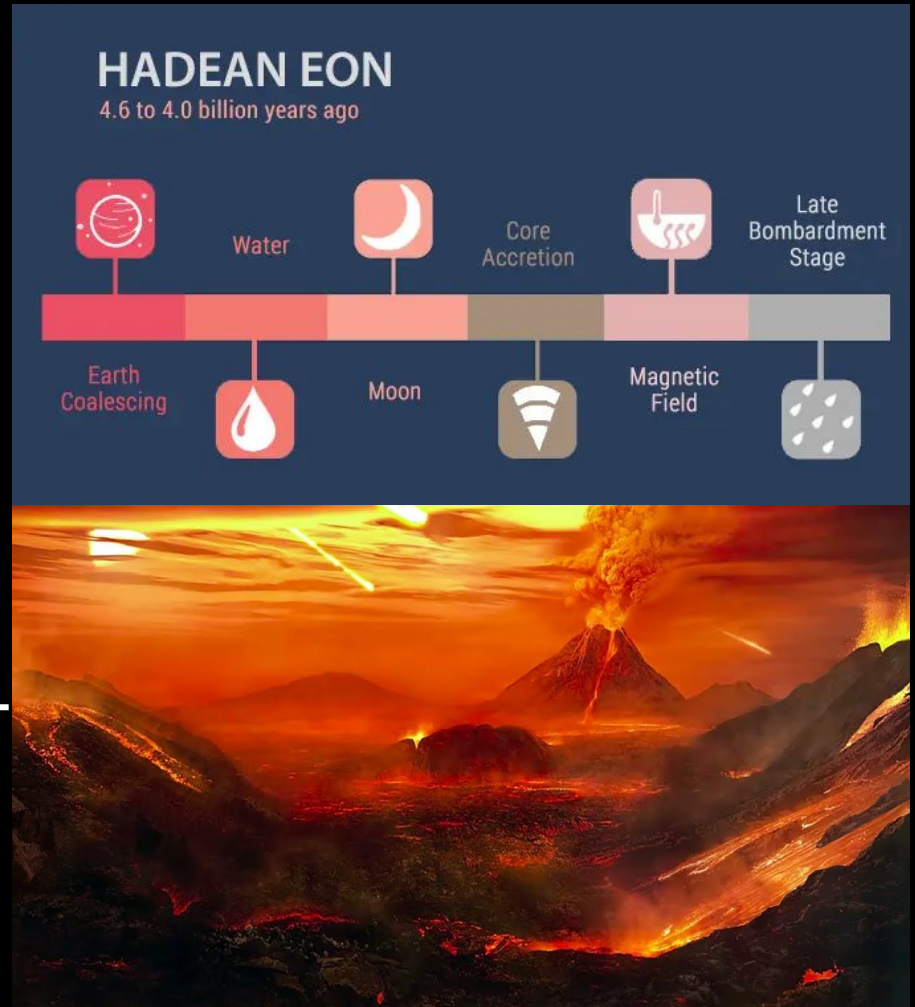 HADEAN EON
4.6 to 4.0 billion years ago
Water
Core
Accretion
Late
Bombardment
Stage
Earth
Coalescing
Moon
Magnetic
Field